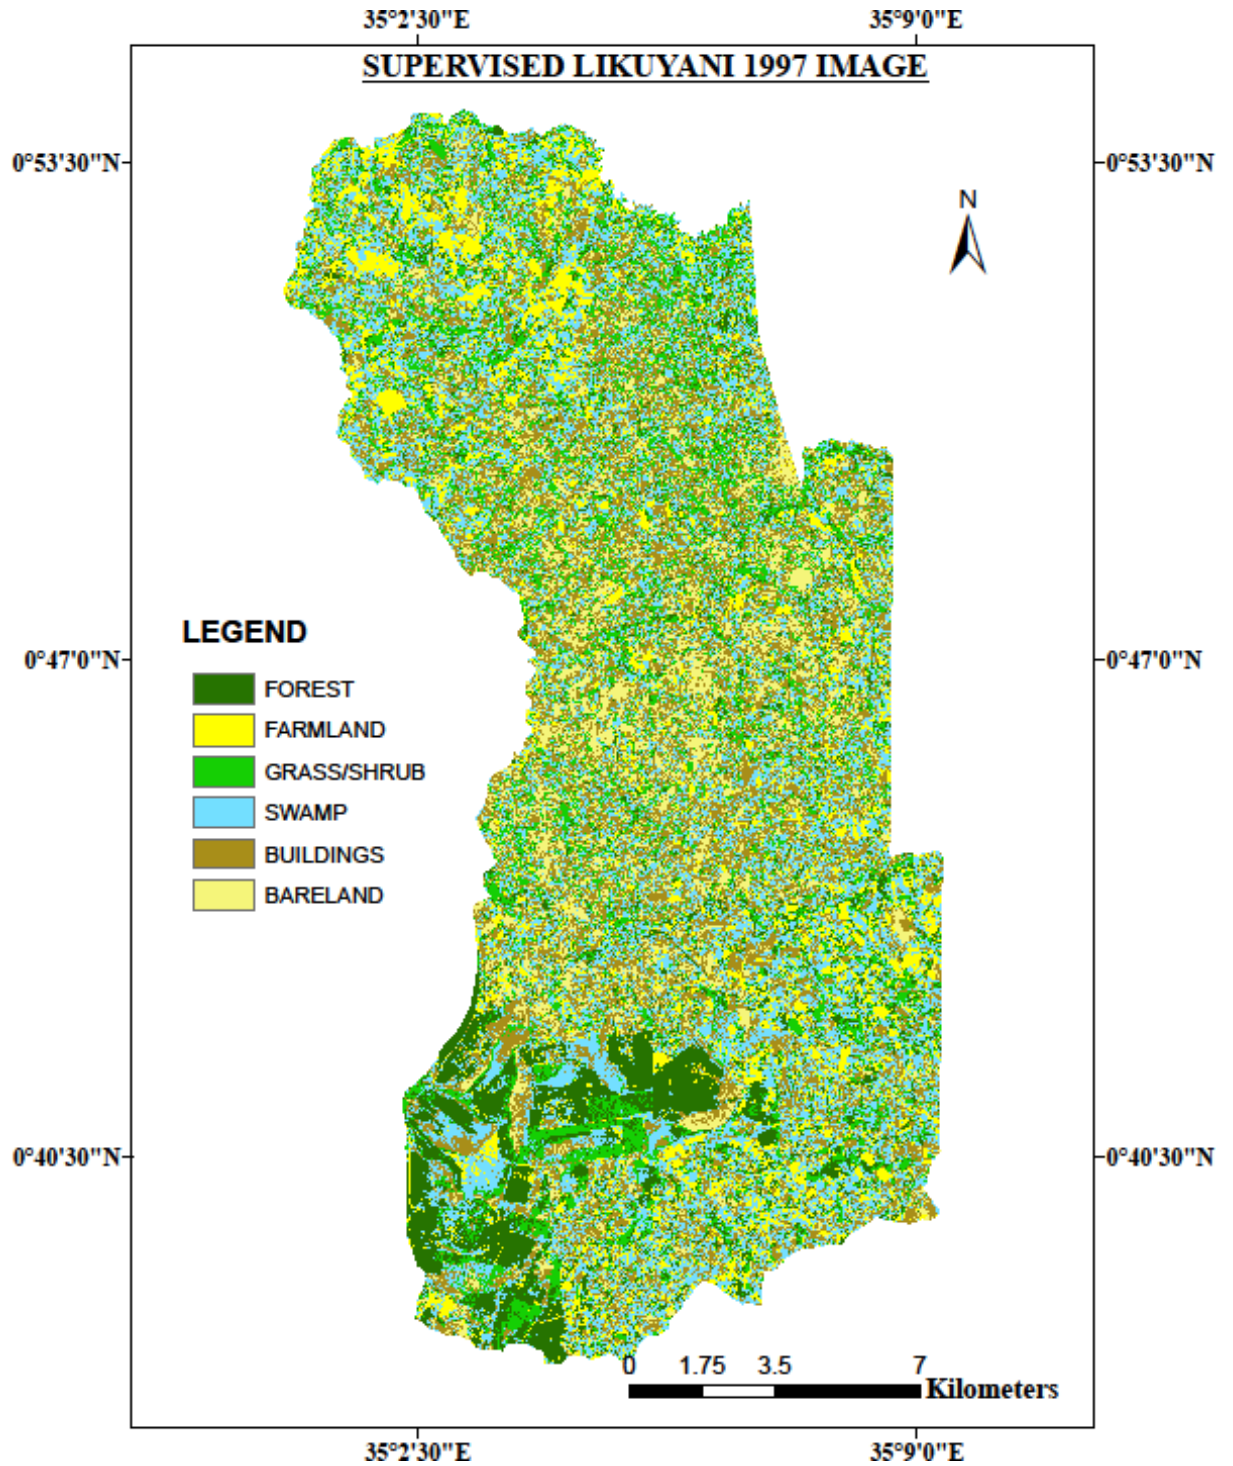 35°2'30"E 35°9'0"E
SUPERVISED LIKUYANI 1997 IMAGE
0°53'30"N 0°53'30"N
N
LEGEND
0°47'0"N 0°47'0"N
FOREST
FARMLAND
GRASS/SHRUB
SWAMP
BUILDINGS
BARELAND
0°40'30"N 0°40'30"N
0 1.75 3.5 7
Kilometers
35°2'30"E 35°9'0"E